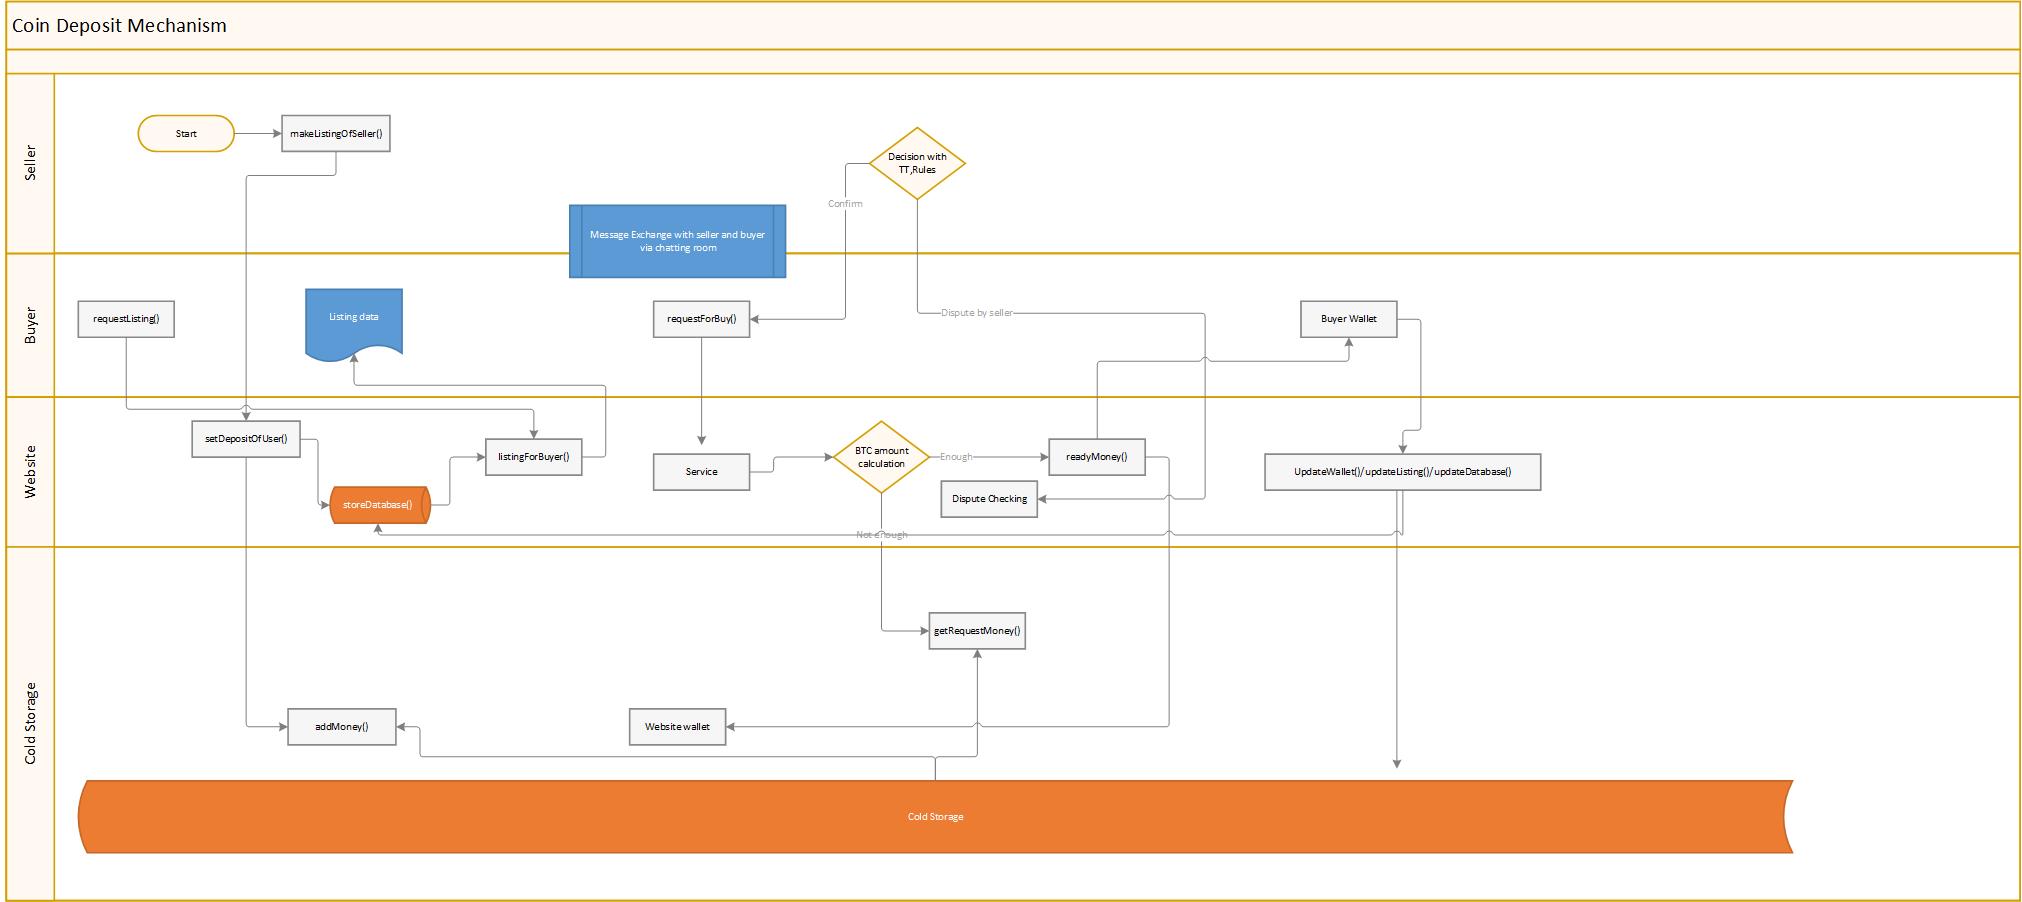 Coin Deposit Mechanism
Seller
Start
makeListingOfSeller()
Decision with
TT,Rules
Confirm
Message Exchange with seller and buyer
via chatting room
Buyer
requestListing()
Listing data
requestForBuy()
Dispute by seller
Buyer Wallet
Website
setDepositOfUser()
storeDatabase()
listingForBuyer()
Service
BTC amount
calculation
Enough
readyMoney()
Dispute Checking
UpdateWallet()/updateListing()/updateDatabase()
Not enough
Cold Storage
getRequestMoney()
addMoney()
Website wallet
Cold Storage